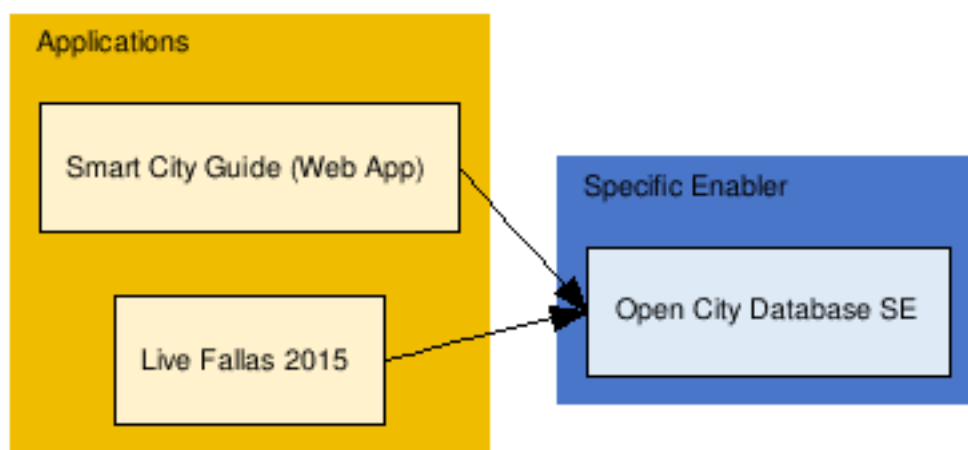 Applications
Smart City Guide (Web App)
Specific Enabler
Open City Database SE
Live Fallas 2015